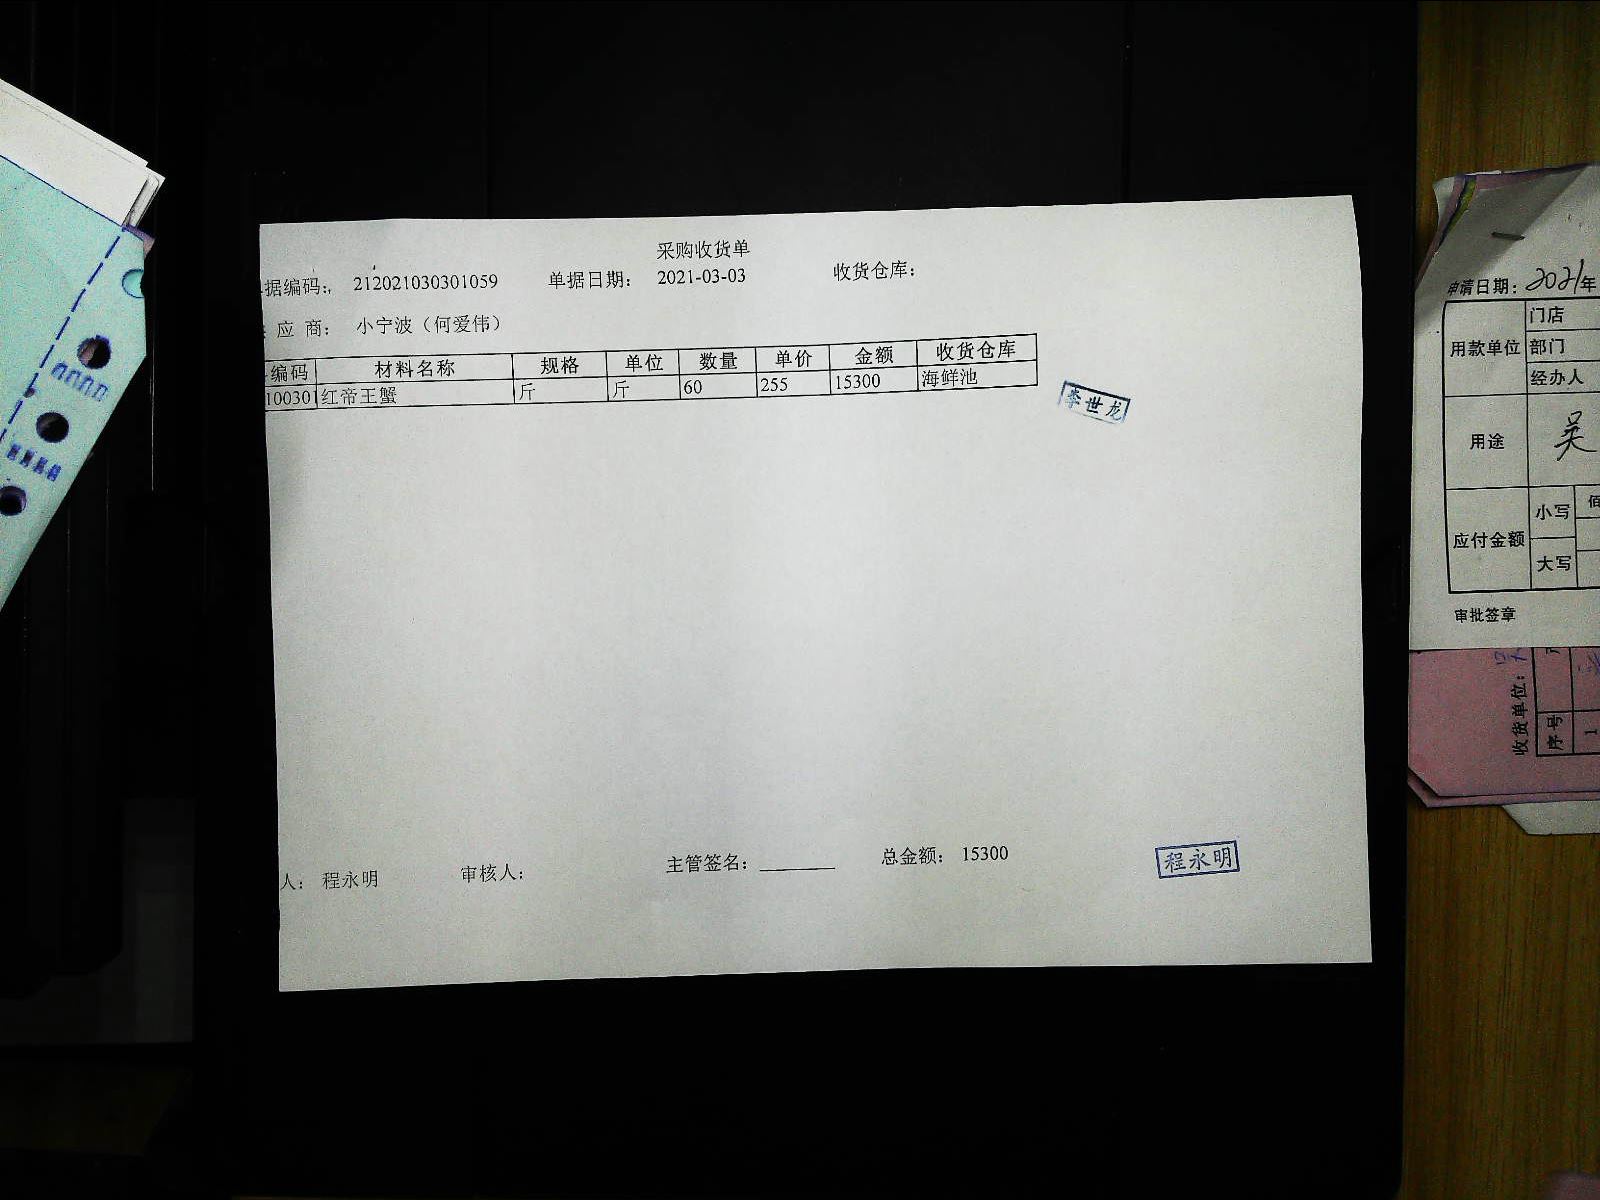 采购收货单
据编码: 212021030301059 单据日期: 2021-03-03 收货仓库:
应 商: 小宁波（何爱伟）
编码 材料名称 规格 单位 数量 单价 金额 收货仓库
100301 红帝王蟹 斤 斤 60 255 15300 海鲜池
李世龙
人: 程永明 审核人: 主管签名: ________ 总金额: 15300
程永明
申请日期: 2021年
用款单位 门店
部门
经办人
用途 吴
应付金额 小写 佰
大写
审批签章
收货单位:
序号 1